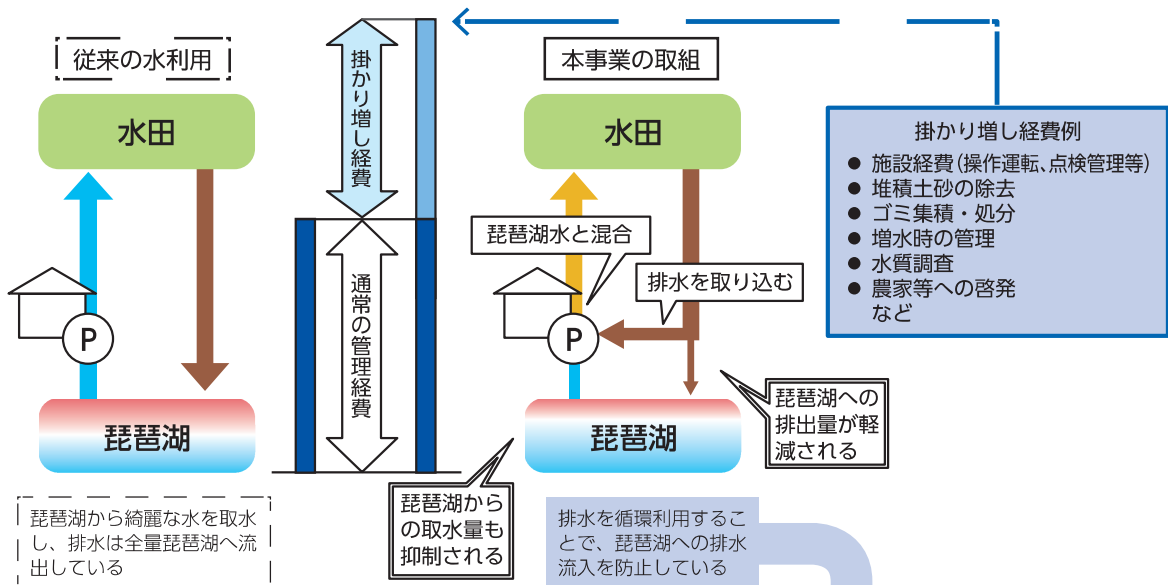 従来の水利用
水田
P
琵琶湖
琵琶湖から綺麗な水を取水
し、排水は全量琵琶湖へ流
出している
掛かり増し経費
通常の管理経費
本事業の取組
水田
琵琶湖水と混合
排水を取り込む
P
琵琶湖
琵琶湖への
排出量が軽
減される
琵琶湖から
の取水量も
抑制される
排水を循環利用するこ
とで、琵琶湖への排水
流入を防止している
掛かり増し経費例
● 施設経費(操作運転、点検管理等)
● 堆積土砂の除去
● ゴミ集積・処分
● 増水時の管理
● 水質調査
● 農家等への啓発
など